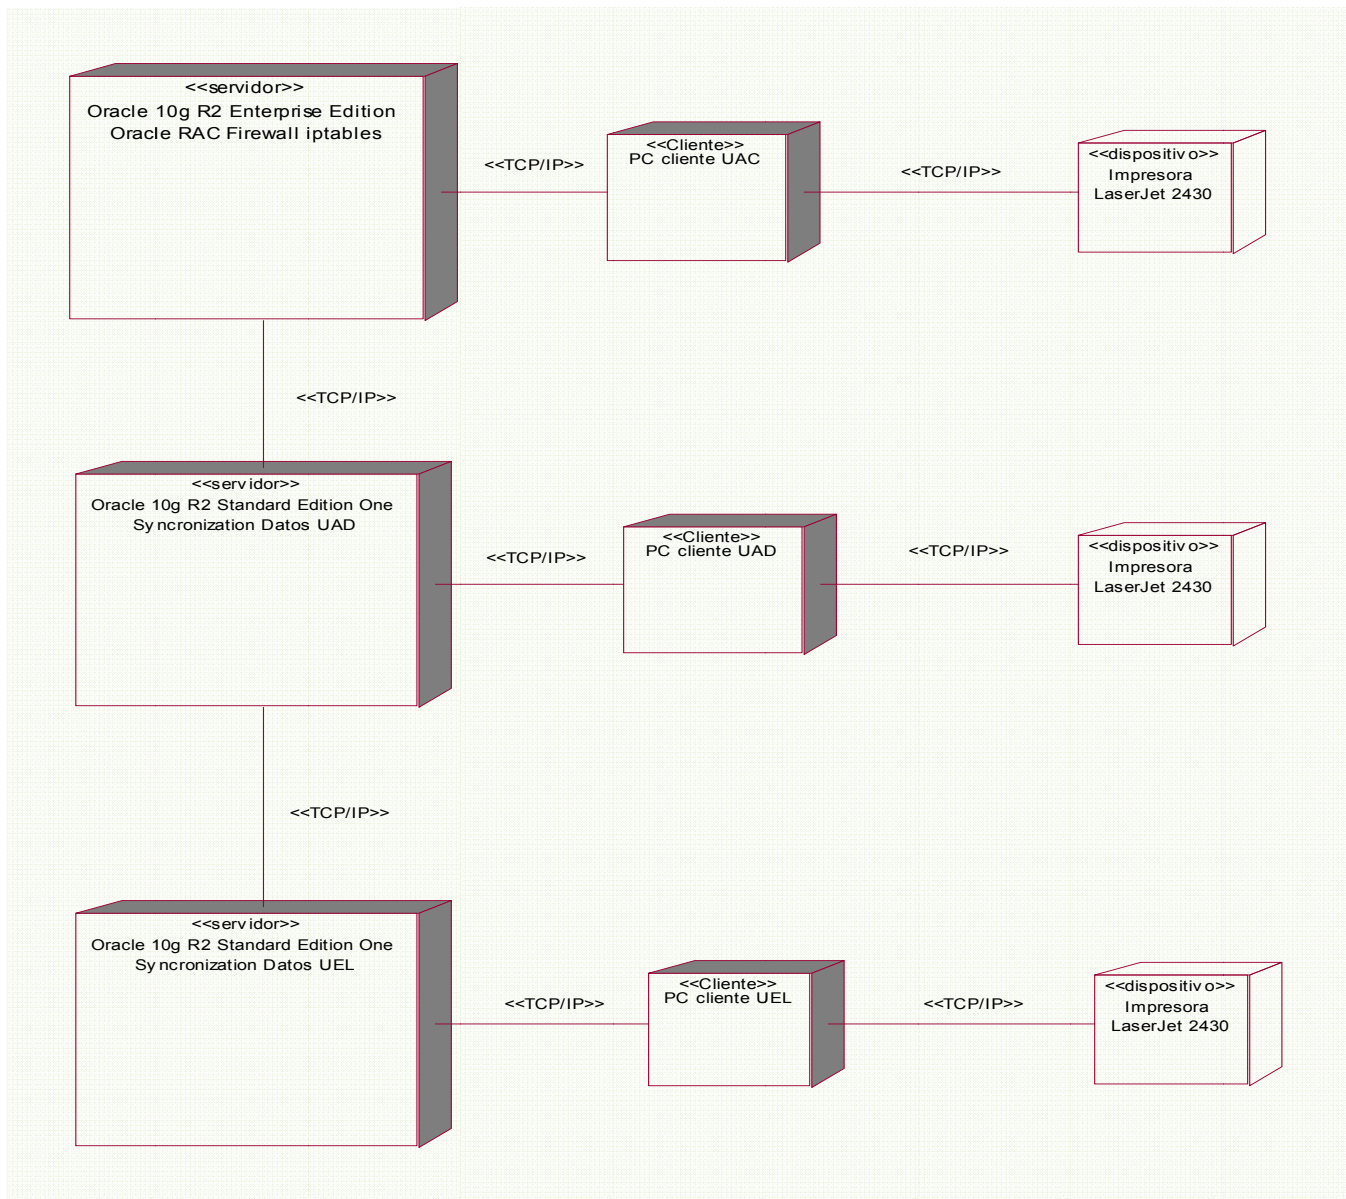 <<servidor>>
Oracle 10g R2 Enterprise Edition
Oracle RAC Firewall iptables
<<TCP/IP>>
<<Cliente>>
PC cliente UAC
<<TCP/IP>>
<<dispositivo>>
Impresora
LaserJet 2430
<<TCP/IP>>
<<servidor>>
Oracle 10g R2 Standard Edition One
Syncronization Datos UAD
<<TCP/IP>>
<<Cliente>>
PC cliente UAD
<<TCP/IP>>
<<dispositivo>>
Impresora
LaserJet 2430
<<TCP/IP>>
<<servidor>>
Oracle 10g R2 Standard Edition One
Syncronization Datos UEL
<<TCP/IP>>
<<Cliente>>
PC cliente UEL
<<TCP/IP>>
<<dispositivo>>
Impresora
LaserJet 2430